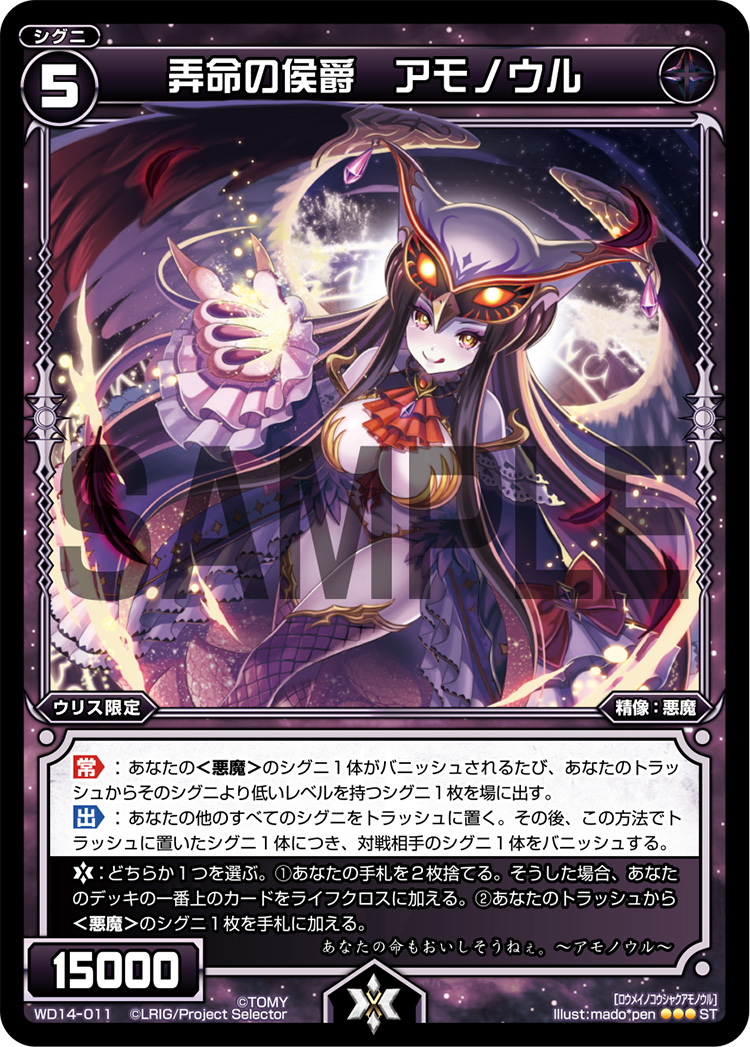 シグニ
5
弄命の侯爵 アモノウル
SAMPLE
ウリス限定
精像：悪魔
常：あなたの<悪魔>のシグニ１体がバニッシュされるたび、あなたのトラッ
シュからそのシグニより低いレベルを持つシグニ１枚を場に出す。
出：あなたの他のすべてのシグニをトラッシュに置く。その後、この方法でト
ラッシュに置いたシグニ１体につき、対戦相手のシグニ１体をバニッシュする。
：どちらか１つを選ぶ。①あなたの手札を２枚捨てる。そうした場合、あなた
のデッキの一番上のカードをライフクロスに加える。②あなたのトラッシュから
<悪魔>のシグニ１枚を手札に加える。
あなたの命もおいしそうねぇ。～アモノウル～
15000
WD14-011 ©LRIG/Project Selector
©TOMY
[ロウメイノコウシャクアモノウル]
Illust:mado*pen ST